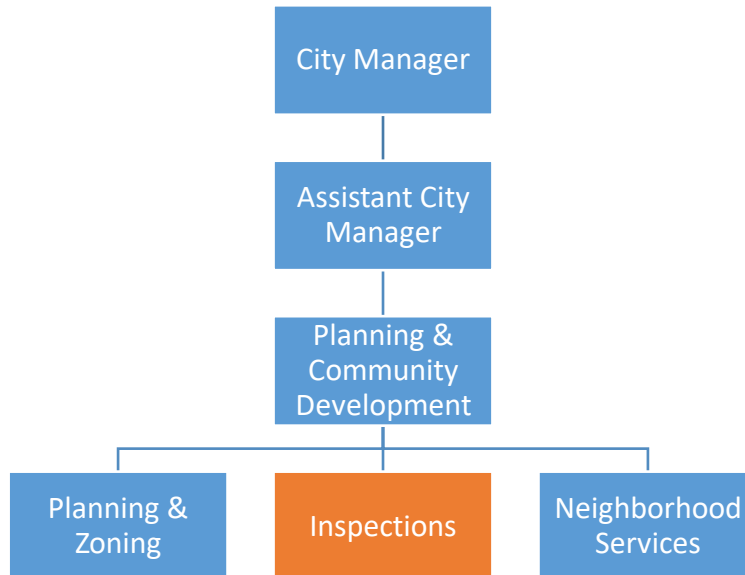 City Manager
Assistant City
Manager
Planning &
Community
Development
Planning &
Zoning
Inspections
Neighborhood
Services